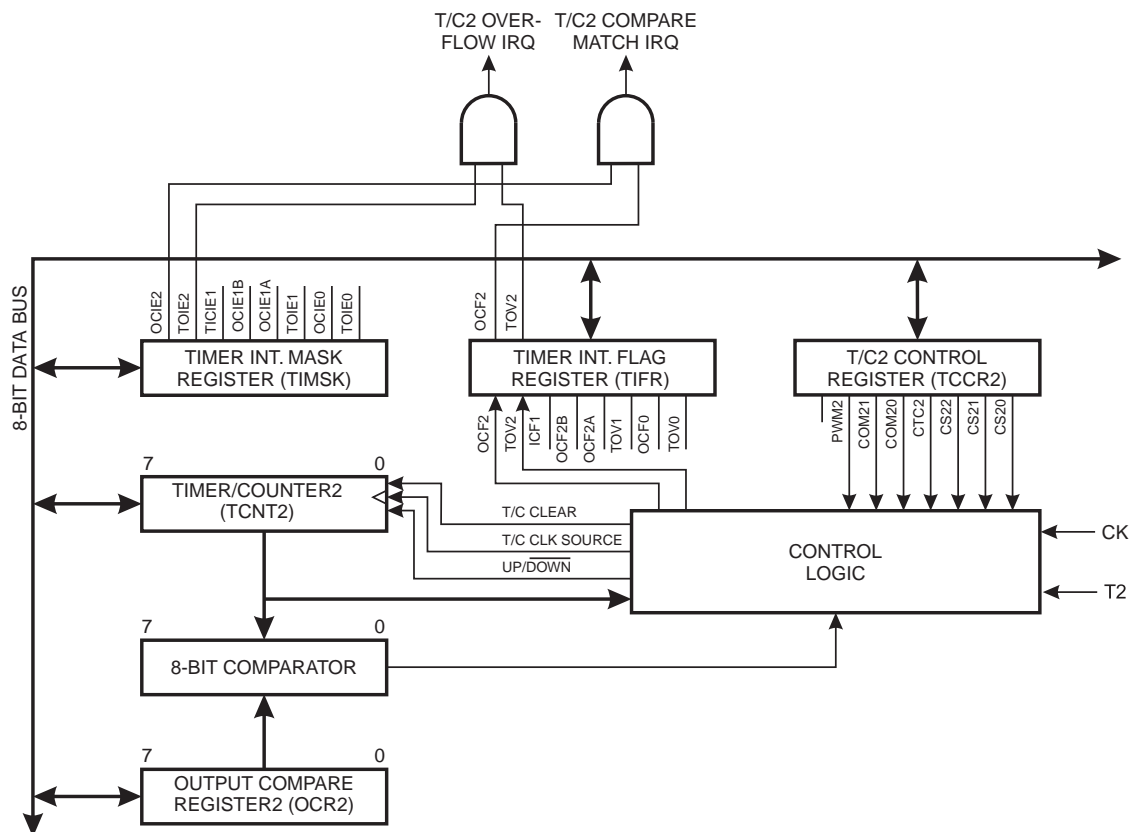 T/C2 OVER-
FLOW IRQ
T/C2 COMPARE
MATCH IRQ
8-BIT DATA BUS
OCIE2
TOIE2
TICIE1
OCIE1B
OCIE1A
TOIE1
OCIE0
TOIE0
OCF2
TOV2
TIMER INT. MASK
REGISTER (TIMSK)
TIMER INT. FLAG
REGISTER (TIFR)
T/C2 CONTROL
REGISTER (TCCR2)
OCF2
TOV2
ICF1
OCF2B
OCF2A
TOV1
OCF0
TOV0
PWM2
COM21
COM20
CTC2
CS22
CS21
CS20
7 0
TIMER/COUNTER2
(TCNT2)
T/C CLEAR
T/C CLK SOURCE
UP/DOWN
CONTROL
LOGIC
CK
T2
7 0
8-BIT COMPARATOR
7 0
OUTPUT COMPARE
REGISTER2 (OCR2)